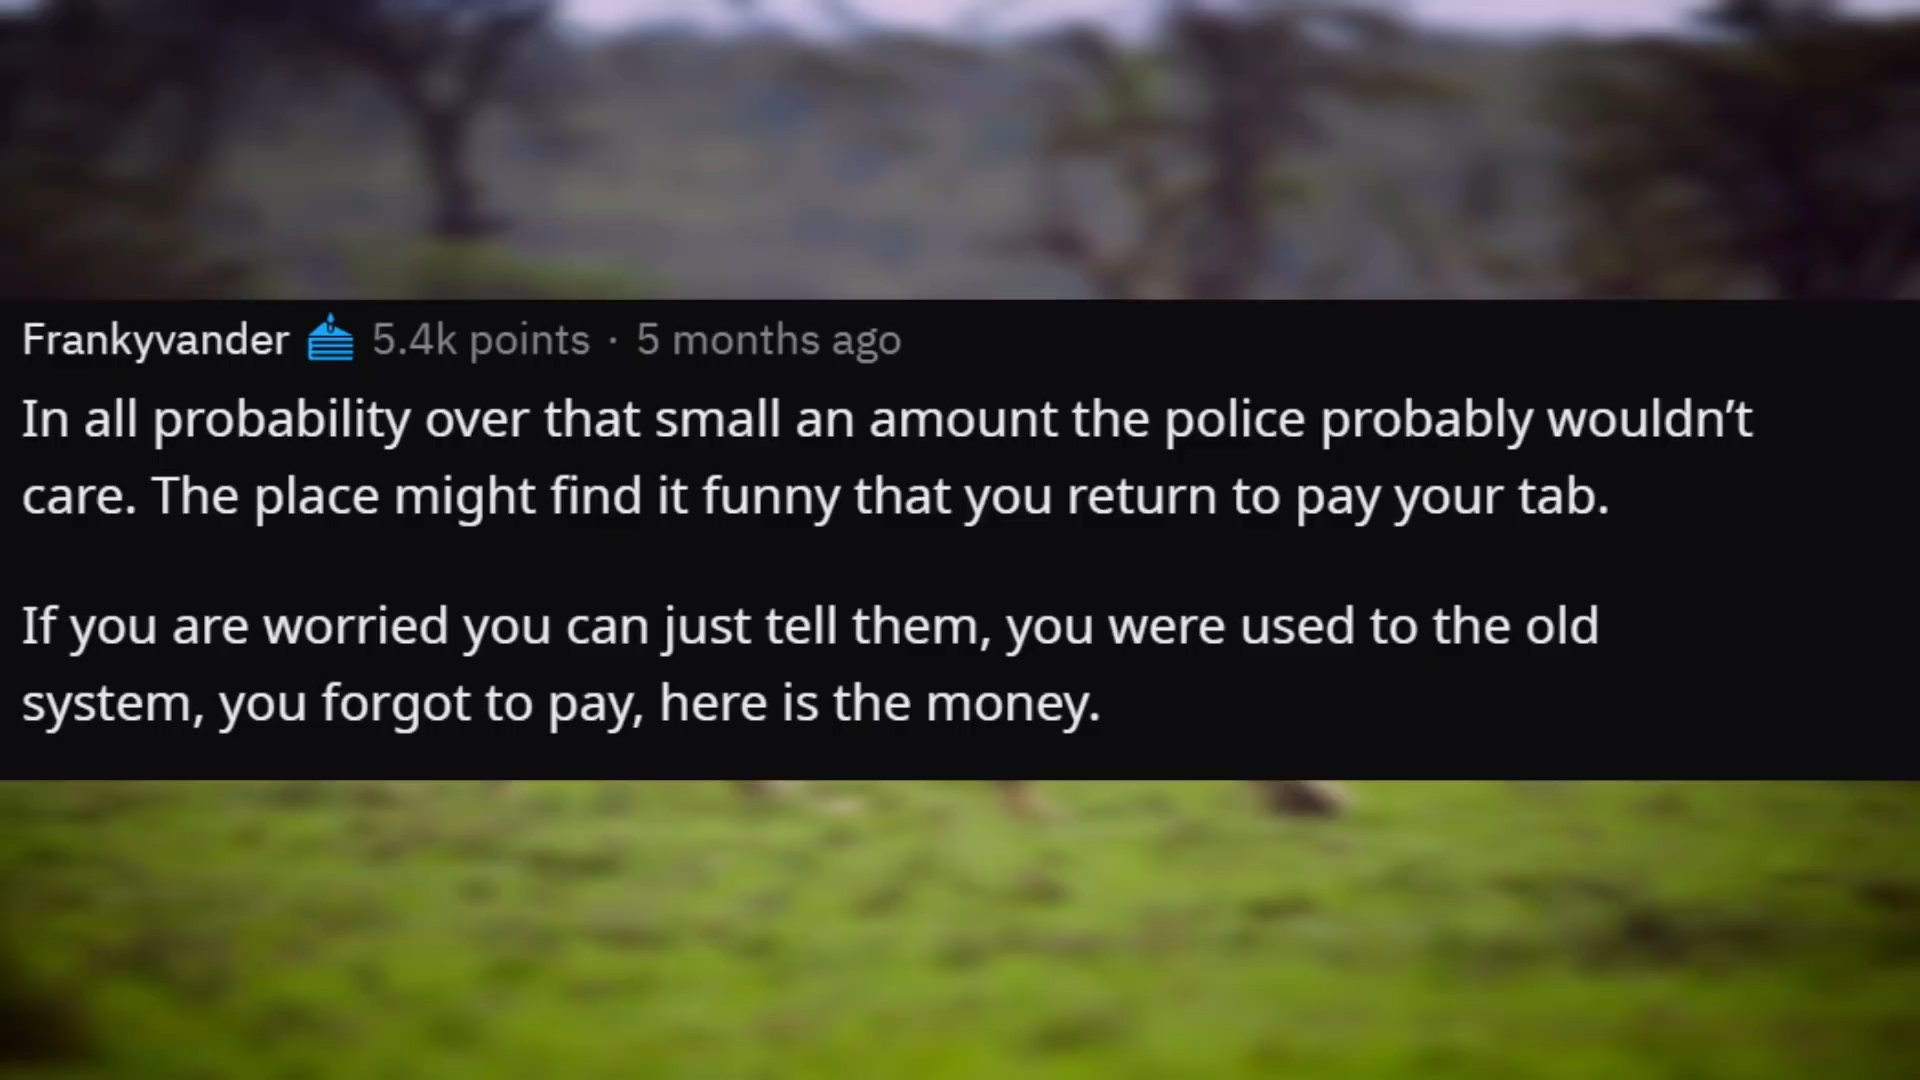 Frankyvander 5.4k points · 5 months ago
In all probability over that small an amount the police probably wouldn’t
care. The place might find it funny that you return to pay your tab.
If you are worried you can just tell them, you were used to the old
system, you forgot to pay, here is the money.